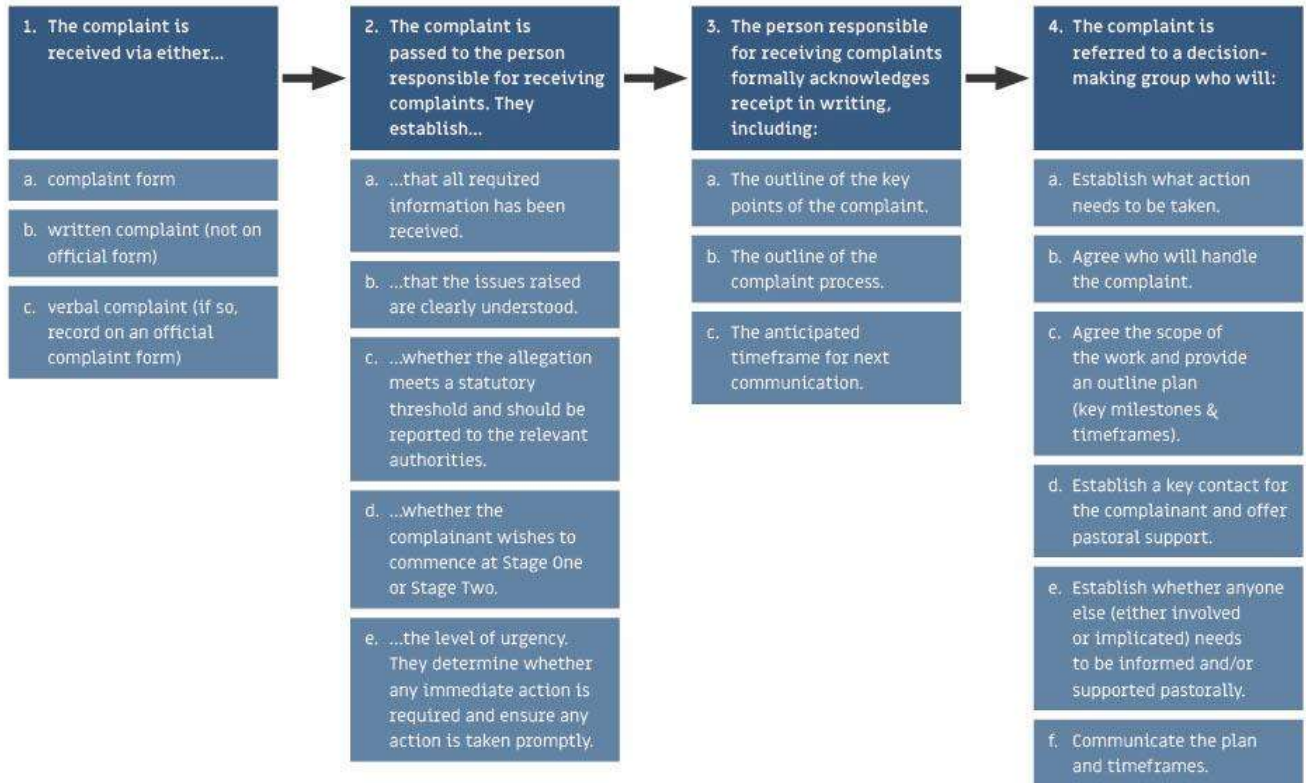 1. The complaint is
received via either...
a. complaint form
b. written complaint (not on
official form)
c. verbal complaint (if so,
record on an official
complaint form)
2. The complaint is
passed to the person
responsible for receiving
complaints. They
establish...
a. ...that all required
information has been
received.
b. ...that the issues raised
are clearly understood.
c. ...whether the allegation
meets a statutory
threshold and should be
reported to the relevant
authorities.
d. ...whether the
complainant wishes to
commence at Stage One
or Stage Two.
e. ...the level of urgency.
They determine whether
any immediate action is
required and ensure any
action is taken promptly.
3. The person responsible
for receiving complaints
formally acknowledges
receipt in writing,
including:
a. The outline of the key
points of the complaint.
b. The outline of the
complaint process.
c. The anticipated
timeframe for next
communication.
4. The complaint is
referred to a decision-
making group who will:
a. Establish what action
needs to be taken.
b. Agree who will handle
the complaint.
c. Agree the scope of
the work and provide
an outline plan
(key milestones &
timeframes).
d. Establish a key contact for
the complainant and offer
pastoral support.
e. Establish whether anyone
else (either involved
or implicated) needs
to be informed and/or
supported pastorally.
f. Communicate the plan
and timeframes.